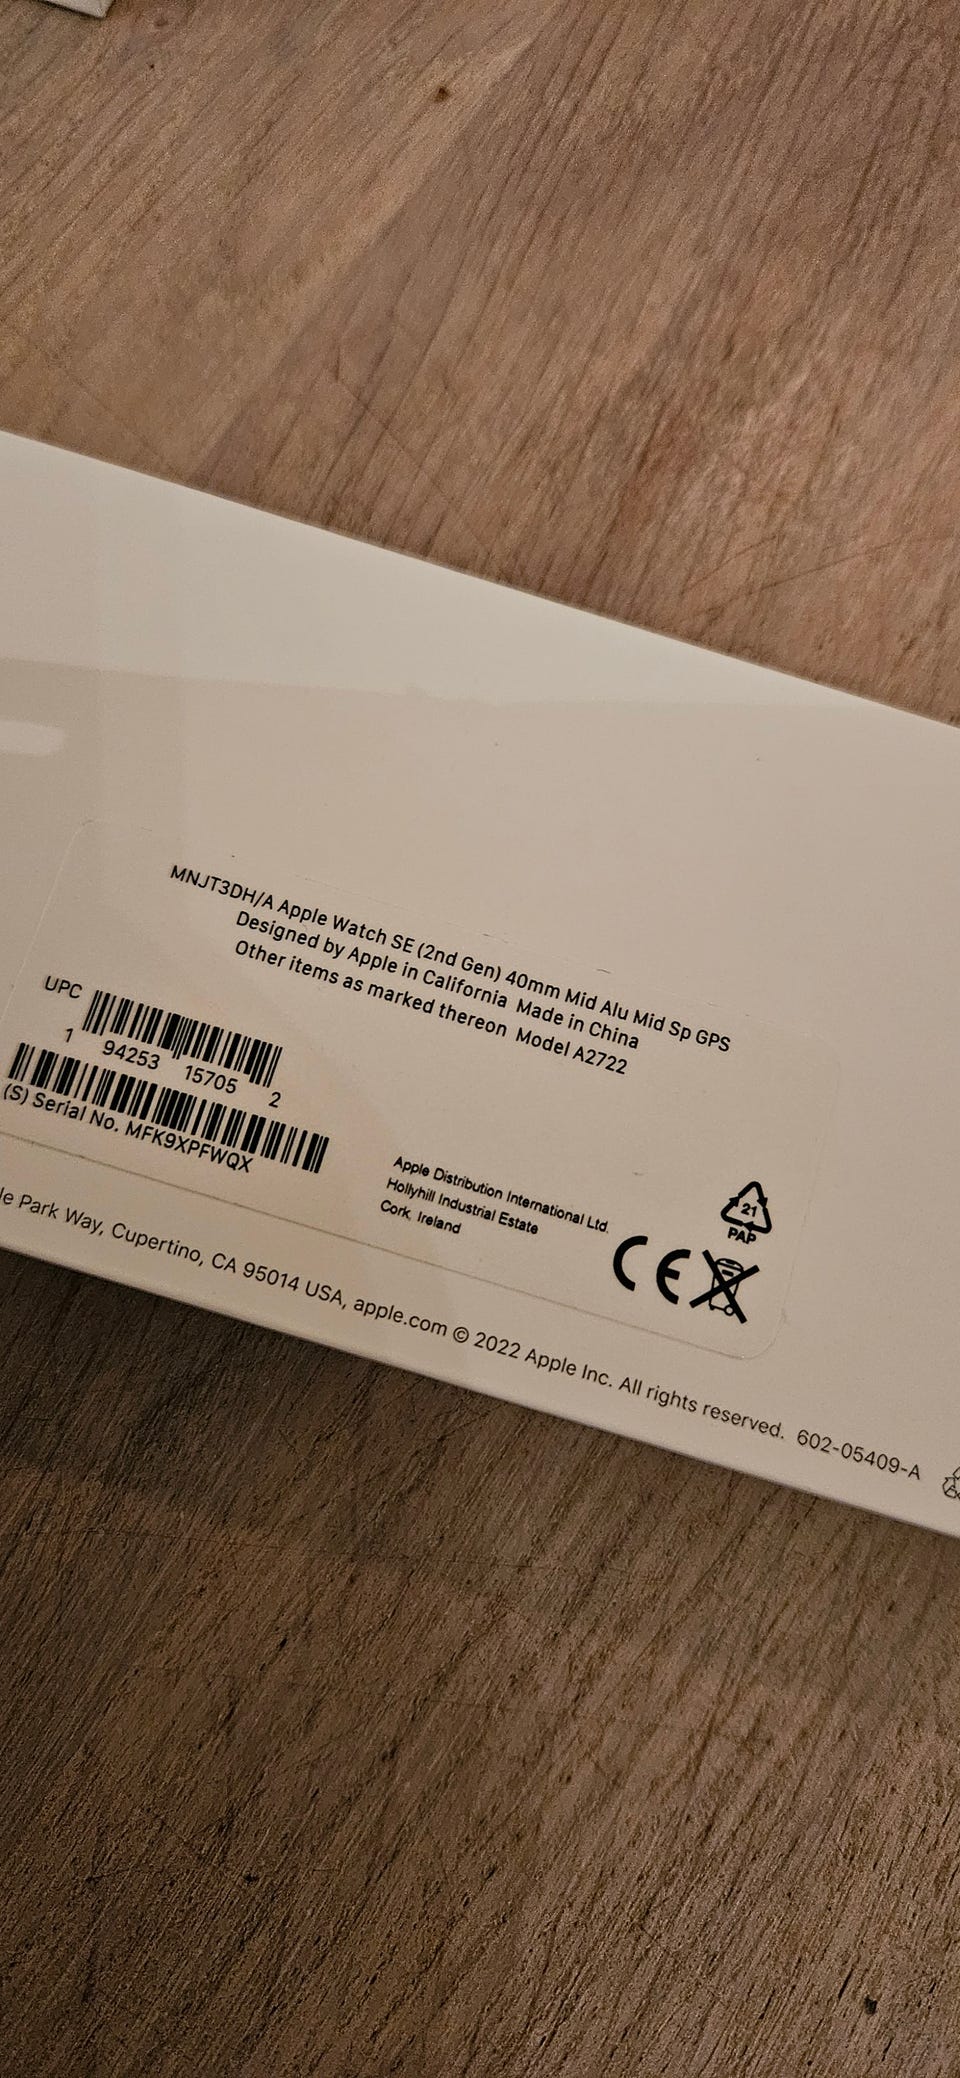 MNJT3DH/A Apple Watch SE (2nd Gen) 40mm Mid Alu Mid Sp GPS
Designed by Apple in California Made in China
Other items as marked thereon Model A2722
UPC
1 94253 15705 2
(S) Serial No. MFK9XPFWQX
Apple Distribution International Ltd.
Hollyhill Industrial Estate
Cork, Ireland
21
PAP
CE
Park Way, Cupertino, CA 95014 USA, apple.com © 2022 Apple Inc. All rights reserved. 602-05409-A